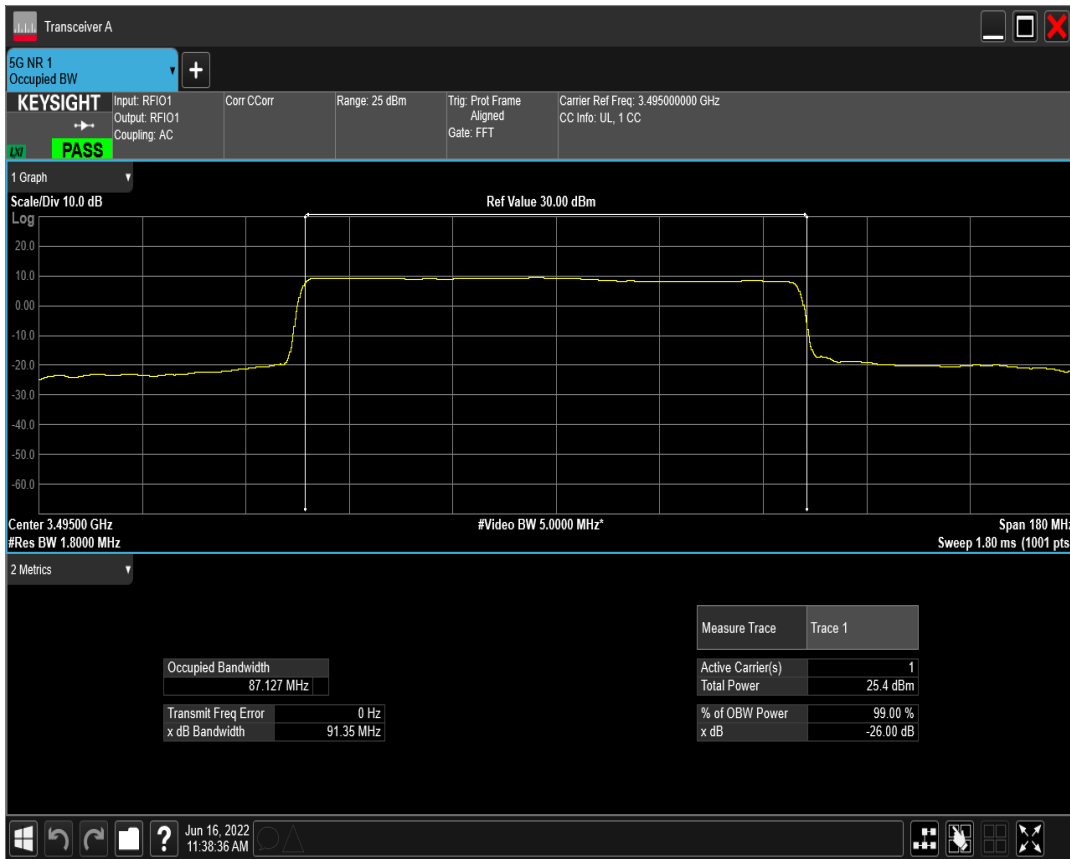 Transceiver A
5G NR 1
Occupied BW
+
KEYSIGHT
LXI
PASS
Input: RFIO1
Output: RFIO1
Coupling: AC
Corr CCorr
Range: 25 dBm
Trig: Prot Frame
Aligned
Gate: FFT
Carrier Ref Freq: 3.495000000 GHz
CC Info: UL, 1 CC
1 Graph
Scale/Div 10.0 dB
Ref Value 30.00 dBm
Log
20.0
10.0
0.00
-10.0
-20.0
-30.0
-40.0
-50.0
-60.0
Center 3.49500 GHz
#Video BW 5.0000 MHz*
Span 180 MHz
#Res BW 1.8000 MHz
Sweep 1.80 ms (1001 pts
2 Metrics
Measure Trace Trace 1
Occupied Bandwidth
87.127 MHz
Active Carrier(s) 1
Total Power 25.4 dBm
Transmit Freq Error 0 Hz
x dB Bandwidth 91.35 MHz
% of OBW Power 99.00 %
x dB -26.00 dB
?
Jun 16, 2022
11:38:36 AM